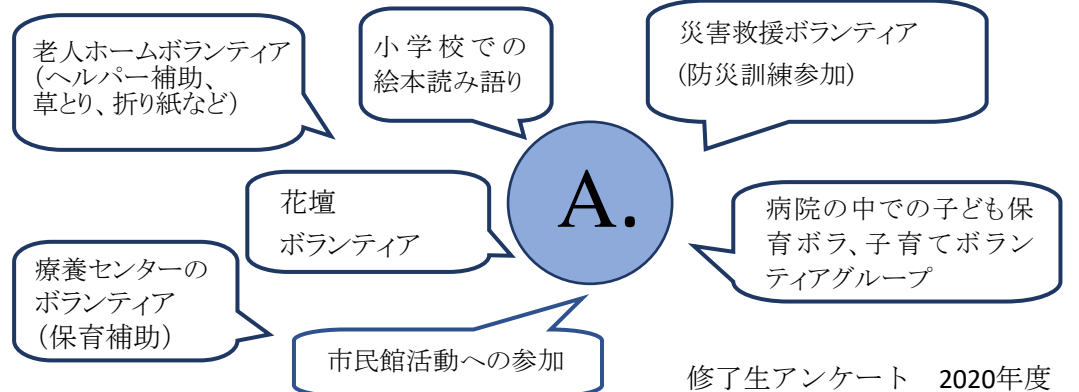 老人ホームボランティア
(ヘルパー補助、
草とり、折り紙など)
小学校での
絵本読み語り
災害救援ボランティア
(防災訓練参加)
A.
花壇
ボランティア
病院の中での子ども保
育ボラ、子育てボラン
ティアグループ
療養センターの
ボランティア
(保育補助)
市民館活動への参加
修了生アンケート 2020年度